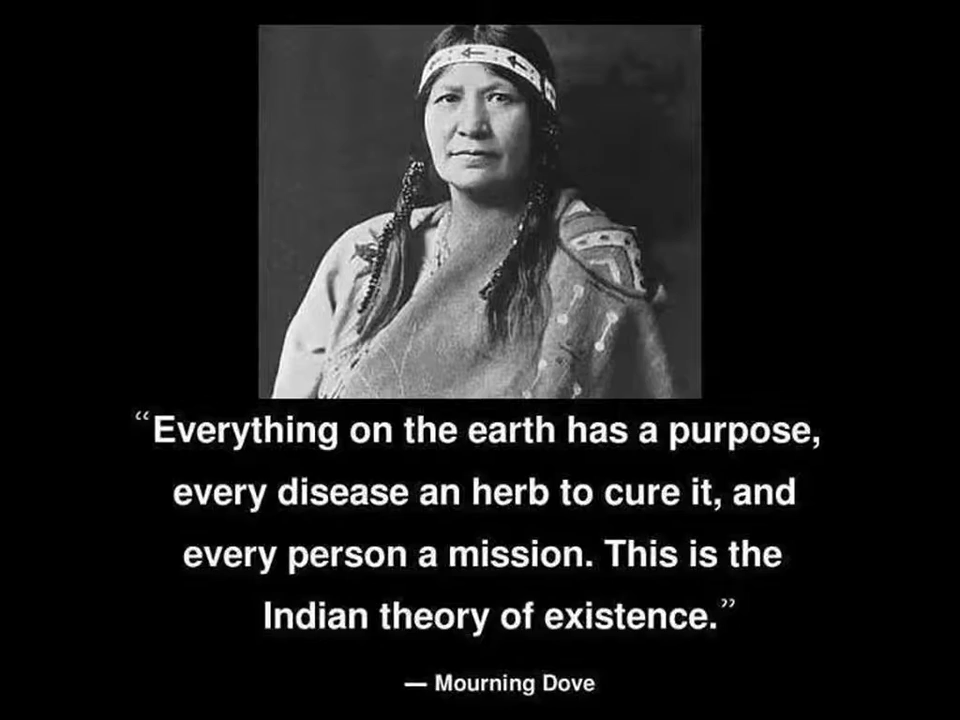 “Everything on the earth has a purpose,
every disease an herb to cure it, and
every person a mission. This is the
Indian theory of existence.”
— Mourning Dove